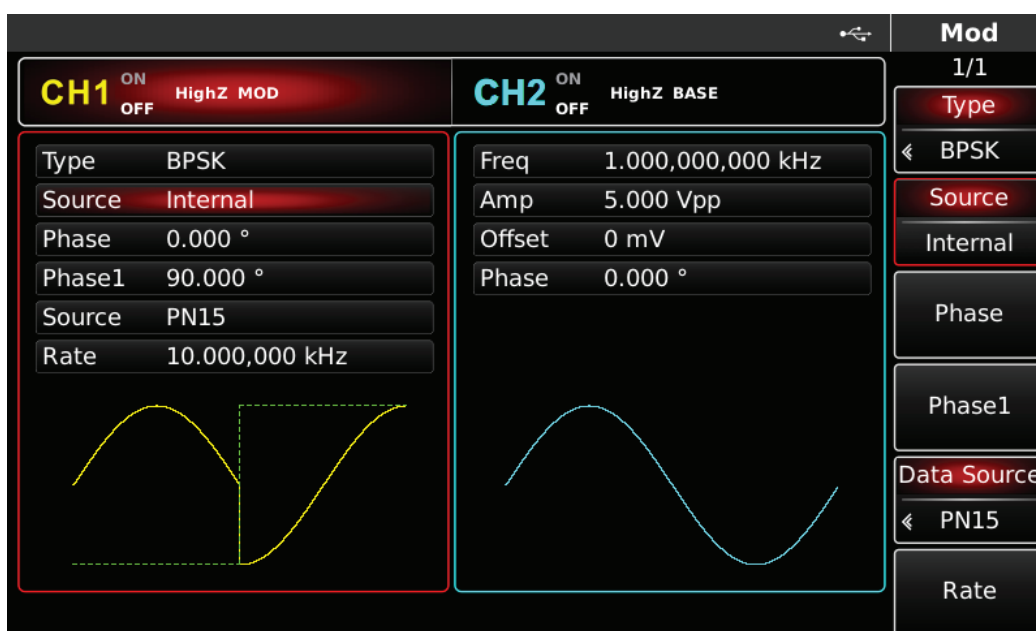 Mod
1/1
CH1 ON OFF HighZ MOD
CH2 ON OFF HighZ BASE
Type BPSK
Source Internal
Phase 0.000 °
Phase1 90.000 °
Source PN15
Rate 10.000,000 kHz
Freq 1.000,000,000 kHz
Amp 5.000 Vpp
Offset 0 mV
Phase 0.000 °
Type
BPSK
Source
Internal
Phase
Phase1
Data Source
PN15
Rate